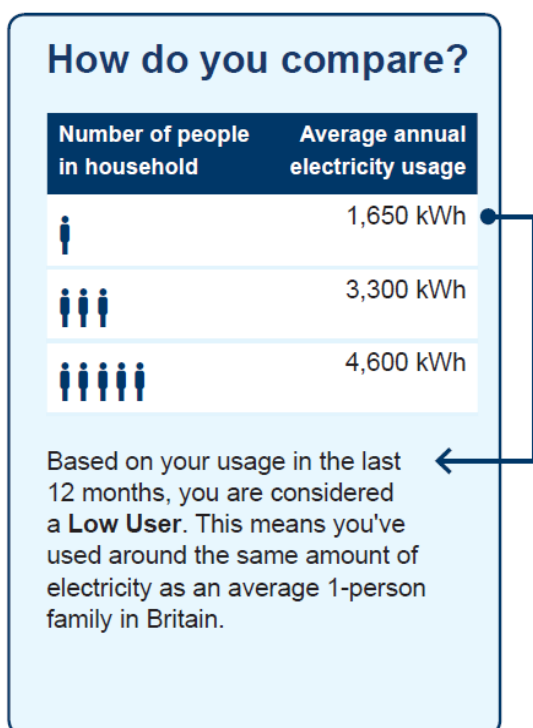 How do you compare?
Number of people Average annual
in household electricity usage
1,650 kWh
3,300 kWh
4,600 kWh
Based on your usage in the last
12 months, you are considered
a Low User. This means you've
used around the same amount of
electricity as an average 1-person
family in Britain.